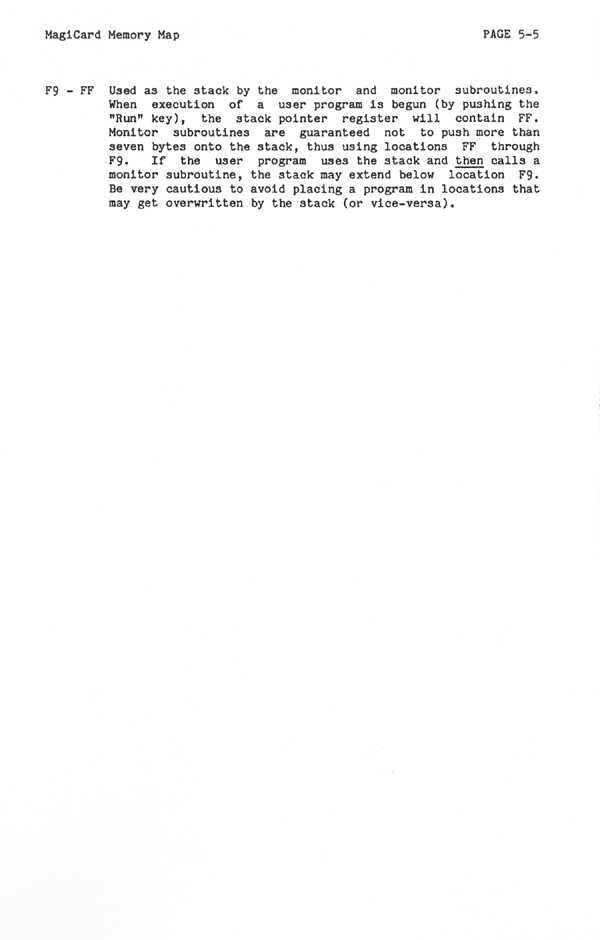 MagiCard Memory Map PAGE 5-5
F9 - FF Used as the stack by the monitor and monitor subroutines.
When execution of a user program is begun (by pushing the
"Run" key), the stack pointer register will contain FF.
Monitor subroutines are guaranteed not to push more than
seven bytes onto the stack, thus using locations FF through
F9. If the user program uses the stack and then calls a
monitor subroutine, the stack may extend below location F9.
Be very cautious to avoid placing a program in locations that
may get overwritten by the stack (or vice-versa).